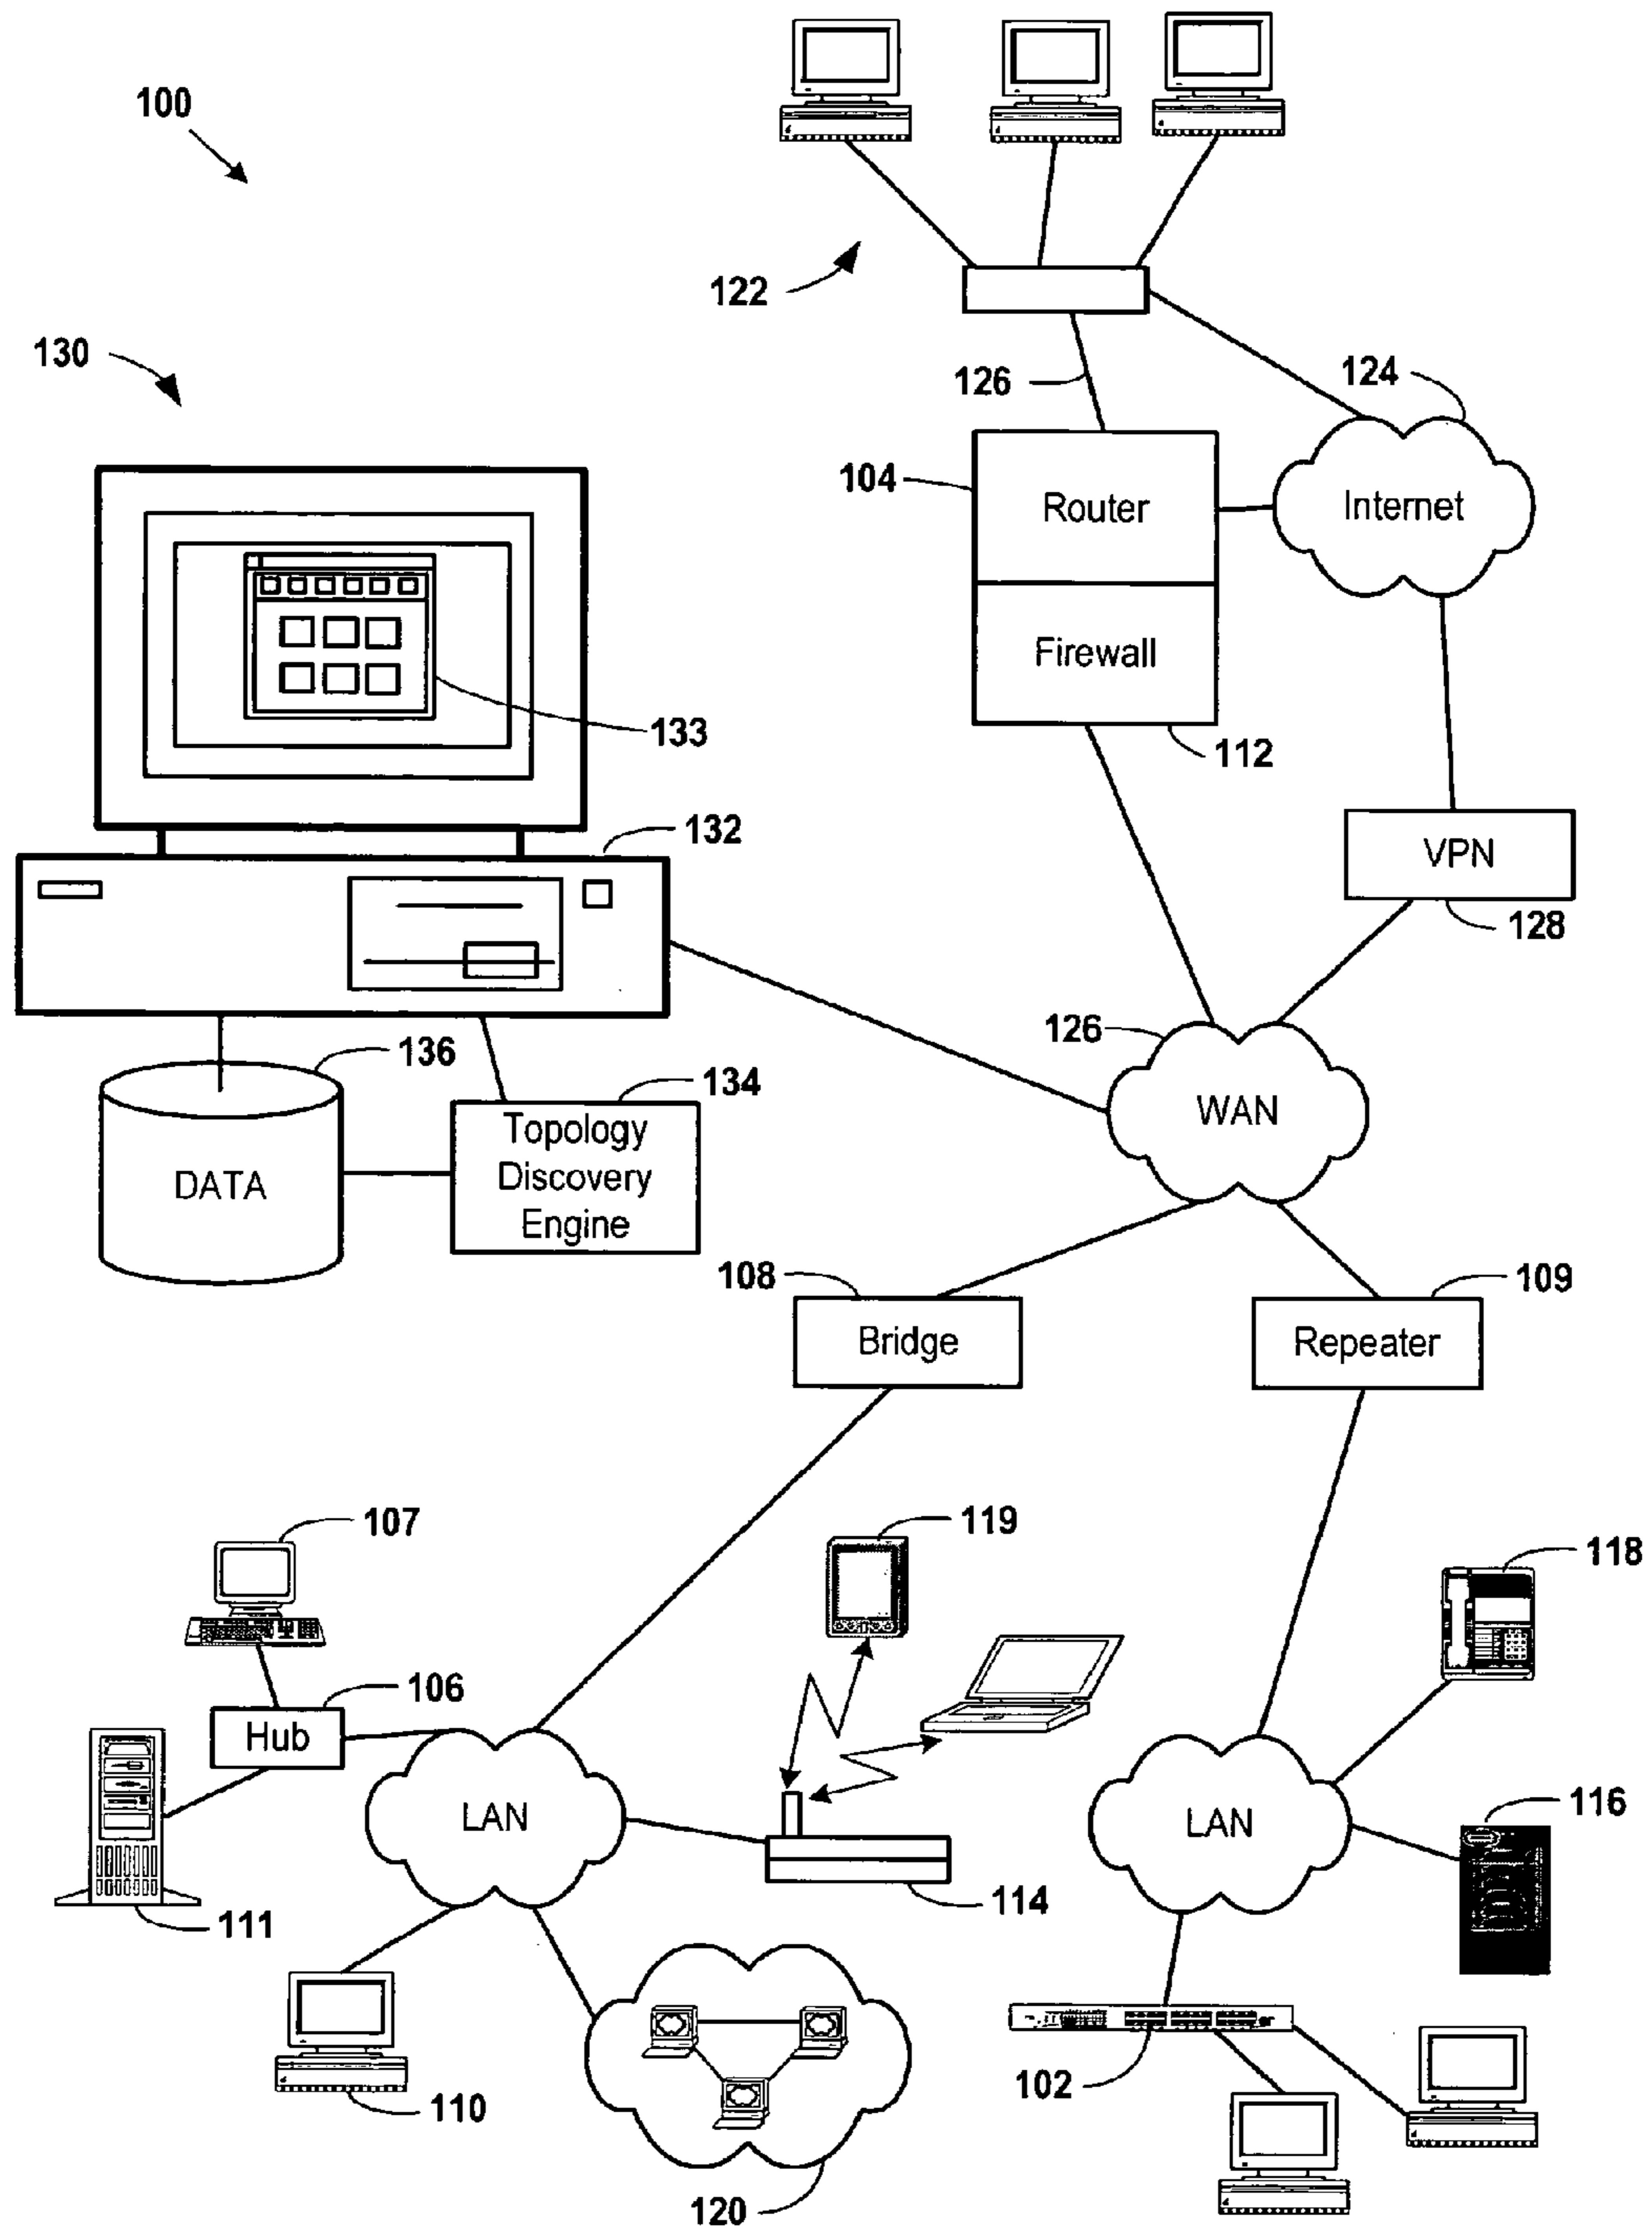 100
122
130
126
124
104
Router
Internet
Firewall
133
112
132
VPN
128
136
126
134
WAN
Topology
Discovery
Engine
DATA
108
109
Bridge
Repeater
107
119
118
106
Hub
116
LAN
LAN
111
114
102
110
120